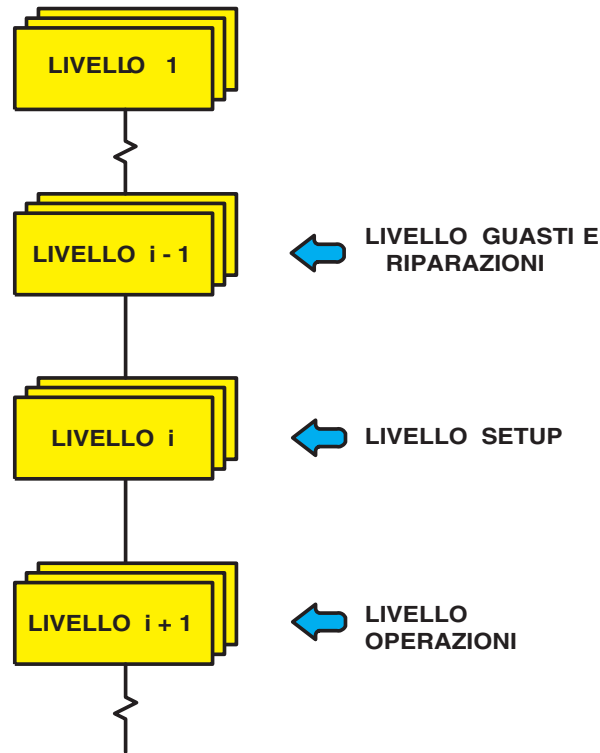 LIVELLO 1
LIVELLO i - 1
LIVELLO GUASTI E
RIPARAZIONI
LIVELLO i
LIVELLO SETUP
LIVELLO i + 1
LIVELLO
OPERAZIONI